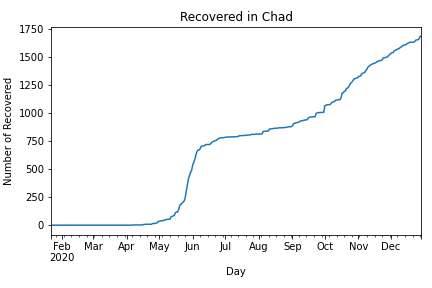 Recovered in Chad
Number of Recovered
1750
1500
1250
1000
750
500
250
0
Feb Mar Apr May Jun Jul Aug Sep Oct Nov Dec
2020
Day